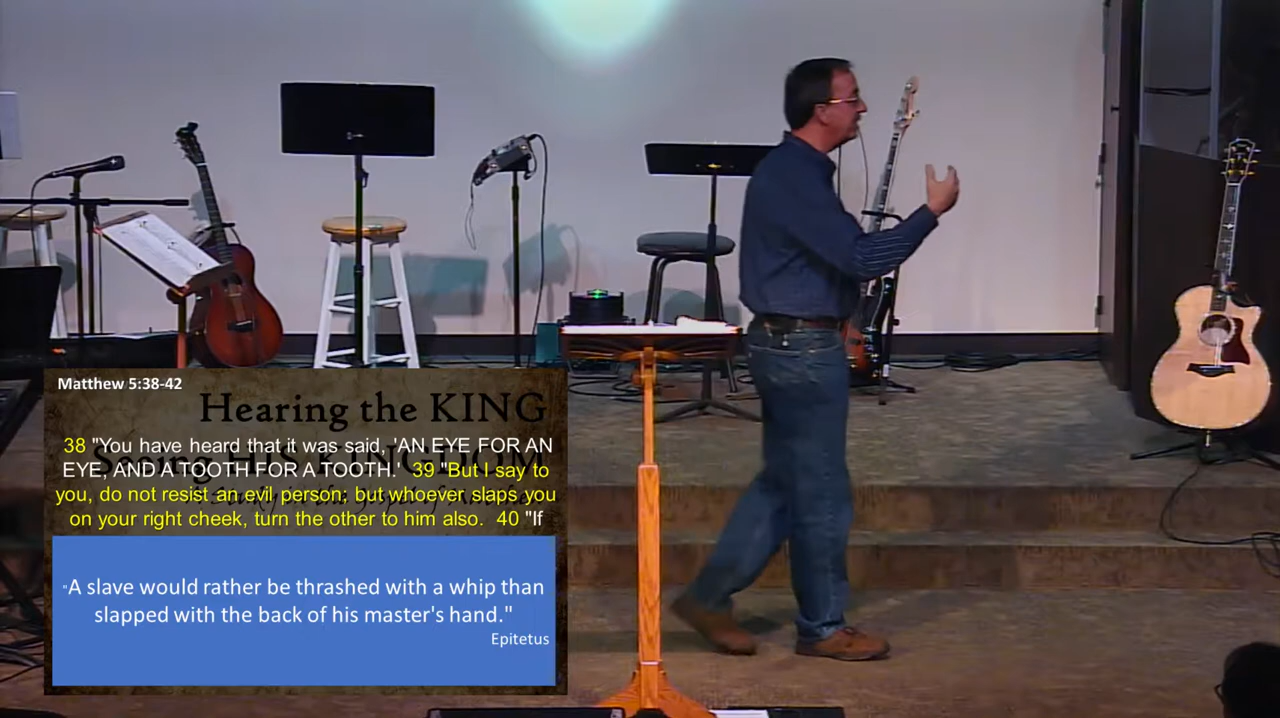 Matthew 5:38-42
Hearing the KING
38 "You have heard that it was said, 'AN EYE FOR AN
EYE, AND A TOOTH FOR A TOOTH.' 39 "But I say to
you, do not resist an evil person; but whoever slaps you
on your right cheek, turn the other to him also. 40 "If
"A slave would rather be thrashed with a whip than
slapped with the back of his master's hand."
Epitetus